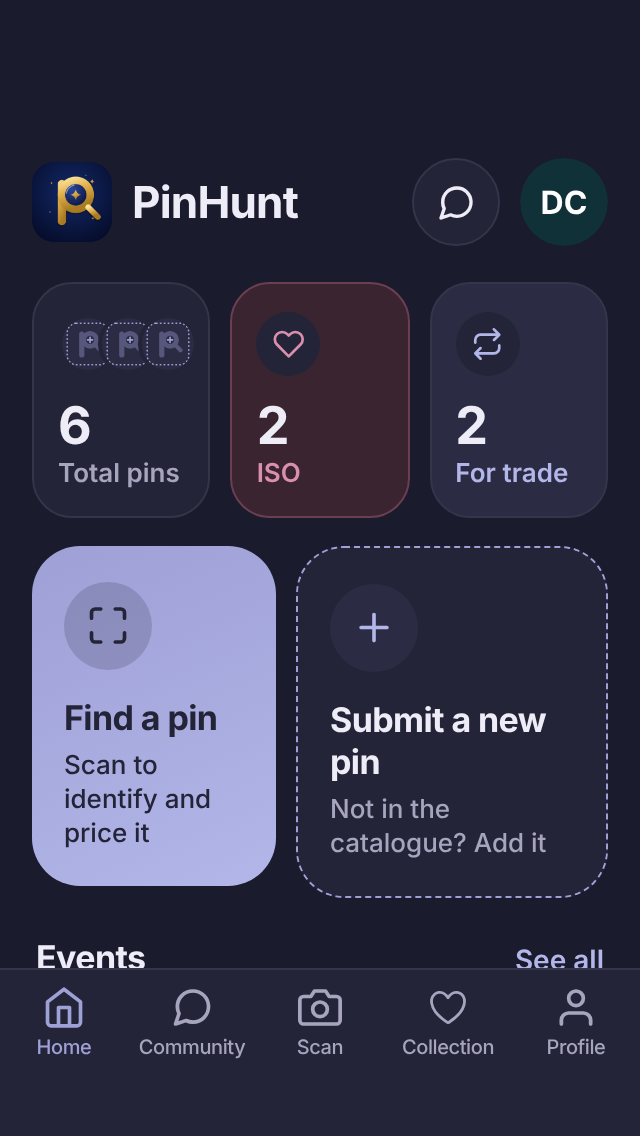 PinHunt
DC
6
Total pins
2
ISO
2
For trade
Find a pin
Scan to
identify and
price it
Submit a new
pin
Not in the
catalogue? Add it
Events
See all
Home
Community
Scan
Collection
Profile